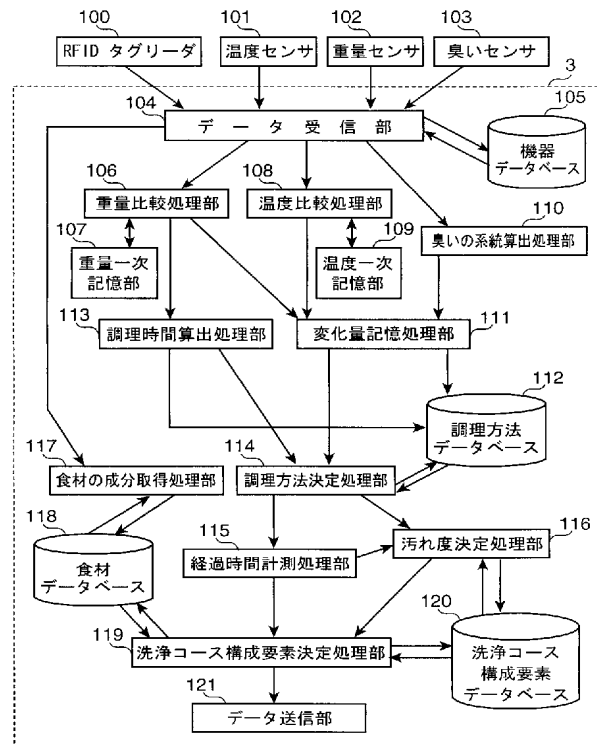 100
101
102
103
RFID タグリーダ
温度センサ
重量センサ
臭いセンサ
3
104
データ受信部
105
機器
データベース
106
重量比較処理部
108
温度比較処理部
110
臭いの系統算出処理部
107
重量一次
記憶部
109
温度一次
記憶部
113
調理時間算出処理部
変化量記憶処理部
111
112
調理方法
データベース
117
食材の成分取得処理部
114
調理方法決定処理部
118
食材
データベース
115
経過時間計測処理部
汚れ度決定処理部
116
119
洗浄コース構成要素決定処理部
120
洗浄コース
構成要素
データベース
121
データ送信部